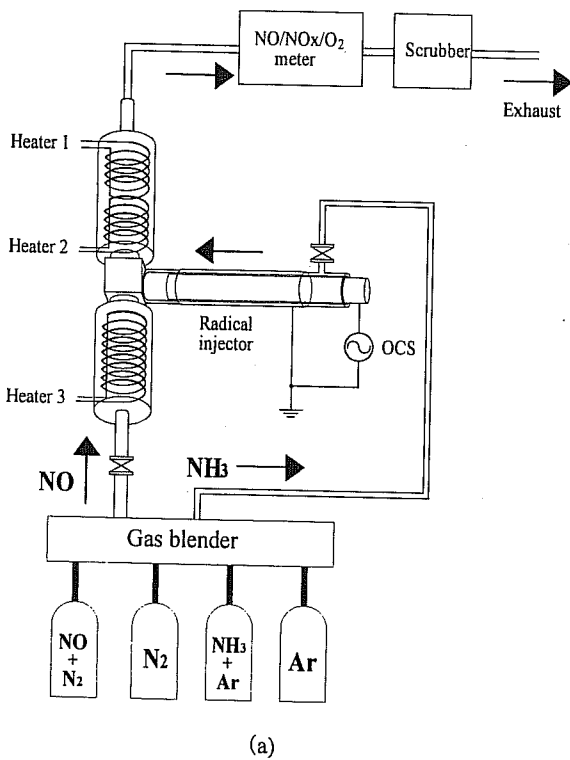 NO/NOx/O₂
meter
Scrubber
Exhaust
Heater 1
Heater 2
Radical
injector
OCS
Heater 3
NO
NH₃
Gas blender
NO
+
N₂
N₂
NH₃
+
Ar
Ar
(a)